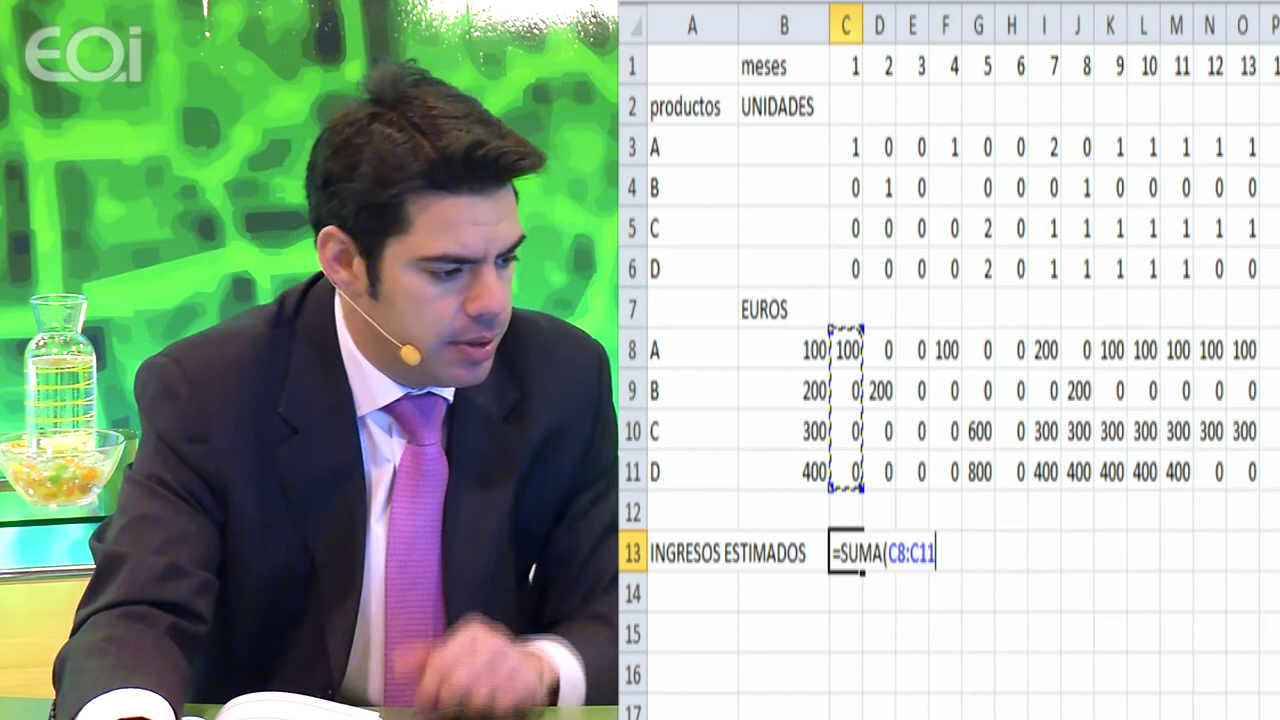 EOi
A B C D E F G H I J K L M N O P
1 meses 1 2 3 4 5 6 7 8 9 10 11 12 13 1
2 productos UNIDADES
3 A 1 0 0 1 0 0 2 0 1 1 1 1 1
4 B 0 1 0 0 0 0 1 0 0 0 0 0
5 C 0 0 0 0 2 0 1 1 1 1 1 1 1
6 D 0 0 0 0 2 0 1 1 1 1 1 0 0
7 EUROS
8 A 100 100 0 0 100 0 0 200 0 100 100 100 100 100
9 B 200 0 200 0 0 0 0 0 200 0 0 0 0 0
10 C 300 0 0 0 0 600 0 300 300 300 300 300 300 300
11 D 400 0 0 0 0 800 0 400 400 400 400 400 0 0
12
13 INGRESOS ESTIMADOS =SUMA(C8:C11
14
15
16
17